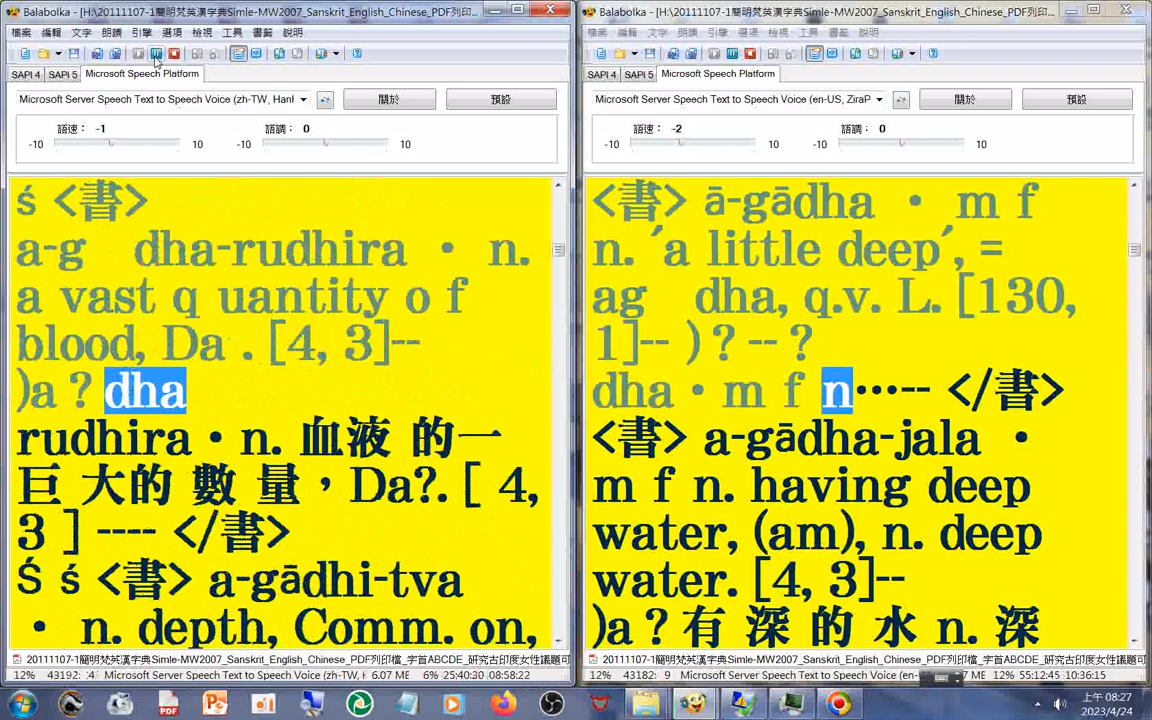 Balabolka - [H:\20111107-1簡明梵英漢字典Simle-MW2007_Sanskrit_English_Chinese_PDF列印...
檔案 編輯 文字 朗讀 引擎 選項 檢視 工具 書籤 說明
SAPI 4 SAPI 5 Microsoft Speech Platform
Microsoft Server Speech Text to Speech Voice (zh-TW, Hanl
關於 預設
語速： -1 語調： 0
-10 10 -10 10
ś <書>
a-g dha-rudhira • n.
a vast q uantity o f
blood, Da . [4, 3]--
)a ? dha
rudhira • n. 血液 的一
巨 大的 數 量，Da?. [ 4,
3 ] ---- </書>
Ś ś <書> a-gādhi-tva
• n. depth, Comm. on,
20111107-1簡明梵英漢字典Simle-MW2007_Sanskrit_English_Chinese_PDF列印檔_字首ABCDE_研究古印度女性議題可
12% 43192: :4 Microsoft Server Speech Text to Speech Voice (zh-TW, H 6.07 ME 6% 25:40:30 08:58:22
Balabolka - [H:\20111107-1簡明梵英漢字典Simle-MW2007_Sanskrit_English_Chinese_PDF列印...
檔案 編輯 文字 朗讀 引擎 選項 檢視 工具 書籤 說明
SAPI 4 SAPI 5 Microsoft Speech Platform
Microsoft Server Speech Text to Speech Voice (en-US, ZiraP
關於 預設
語速： -2 語調： 0
-10 10 -10 10
<書> ā-gādha • m f
n. ′a little deep′, =
ag dha, q.v. L. [130,
1]-- ) ? -- ?
dha • m f n•••-- </書>
<書> a-gādha-jala •
m f n. having deep
water, (am), n. deep
water. [4, 3]--
)a ? 有 深 的 水 n. 深
20111107-1簡明梵英漢字典Simle-MW2007_Sanskrit_English_Chinese_PDF列印檔_字首ABCDE_研究古印度女性議題可
12% 43182: 9 Microsoft Server Speech Text to Speech Voice ME 12% 55:12:45 10:36:15
上午 08:27
2023/4/24